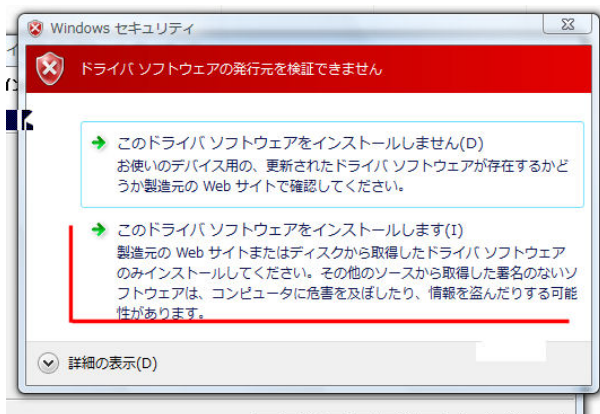 Windows セキュリティ
ドライバ ソフトウェアの発行元を検証できません
このドライバ ソフトウェアをインストールしません(D)
お使いのデバイス用の、更新されたドライバ ソフトウェアが存在するかど
うか製造元の Web サイトで確認してください。
このドライバ ソフトウェアをインストールします(I)
製造元の Web サイトまたはディスクから取得したドライバ ソフトウェア
のみインストールしてください。その他のソースから取得した署名のないソ
フトウェアは、コンピュータに危害を及ぼしたり、情報を盗んだりする可能
性があります。
詳細の表示(D)